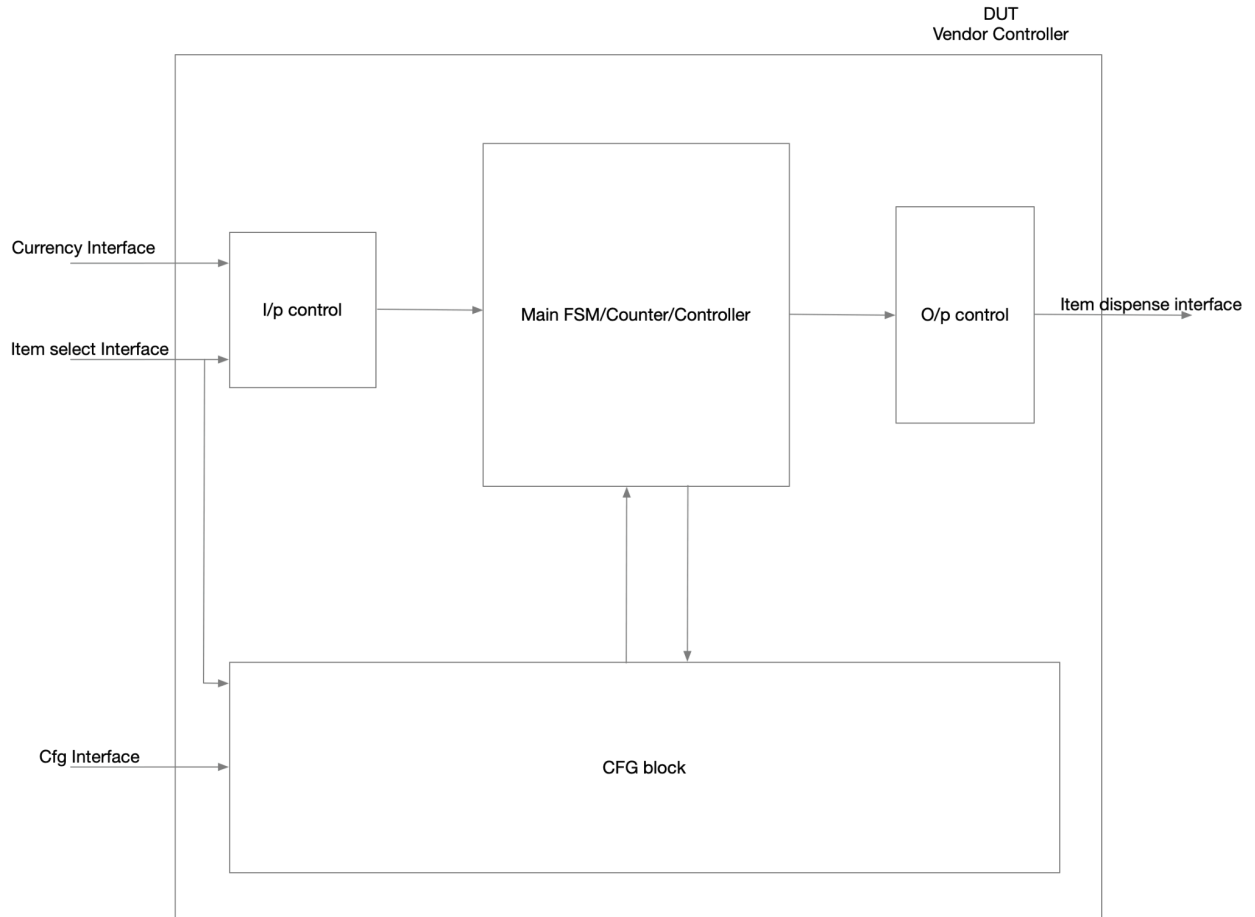 DUT
Vendor Controller
Currency Interface
I/p control
Main FSM/Counter/Controller
O/p control
Item dispense interface
Item select Interface
Cfg Interface
CFG block